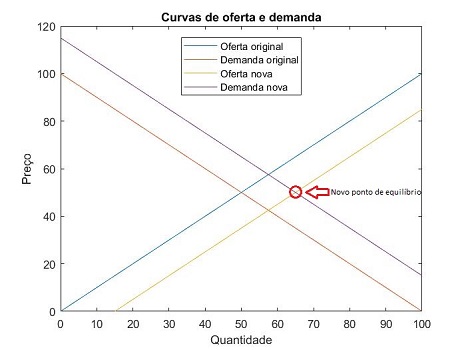 Curvas de oferta e demanda
120
100
80
60
40
20
0
Preço
Oferta original
Demanda original
Oferta nova
Demanda nova
Novo ponto de equilíbrio
0 10 20 30 40 50 60 70 80 90 100
Quantidade